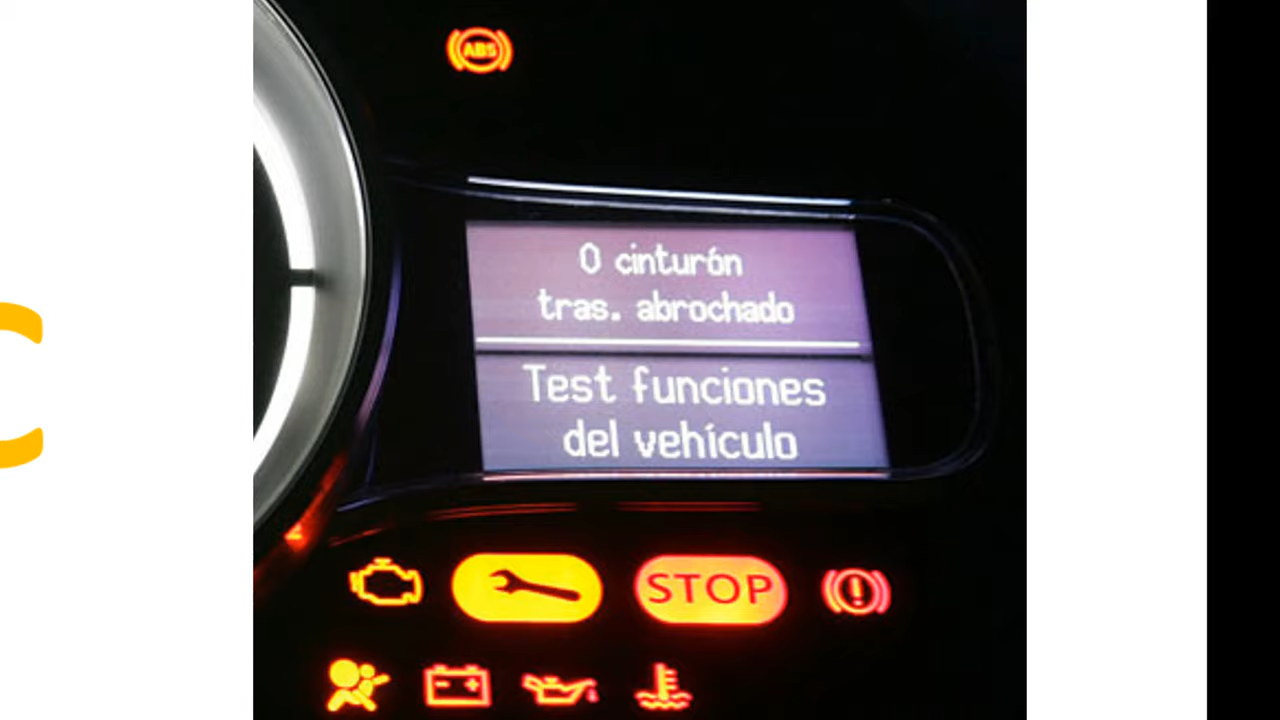 ABS
0 cinturón
tras. abrochado
Test funciones
del vehículo
STOP